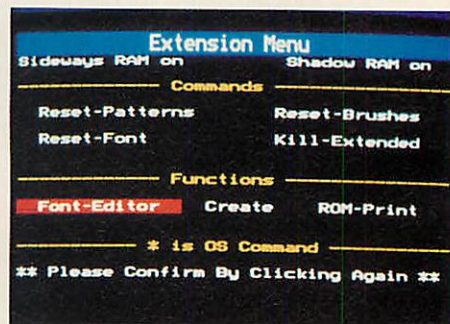 Extension Menu
Sideways RAM on Shadow RAM on
Commands
Reset-Patterns Reset-Brushes
Reset-Font Kill-Extended
Functions
Font-Editor Create ROM-Print
* is OS Command
** Please Confirm By Clicking Again **